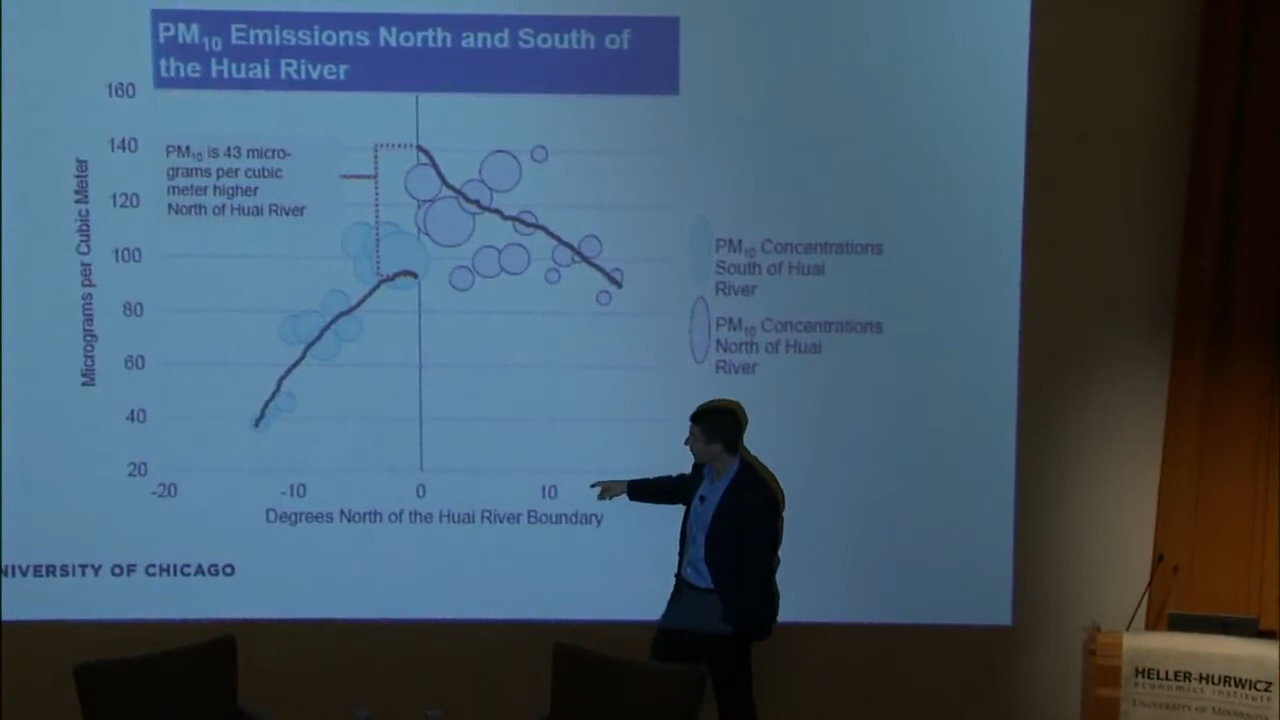 PM10 Emissions North and South of
the Huai River
160
140
120
100
80
60
40
20
Micrograms per Cubic Meter
PM10 is 43 micro-
grams per cubic
meter higher
North of Huai River
-20
-10
0
10
Degrees North of the Huai River Boundary
PM10 Concentrations
South of Huai
River
PM10 Concentrations
North of Huai
River
NIVERSITY OF CHICAGO
HELLER-HURWICZ
economics institute
UNIVERSITY OF MINNESO